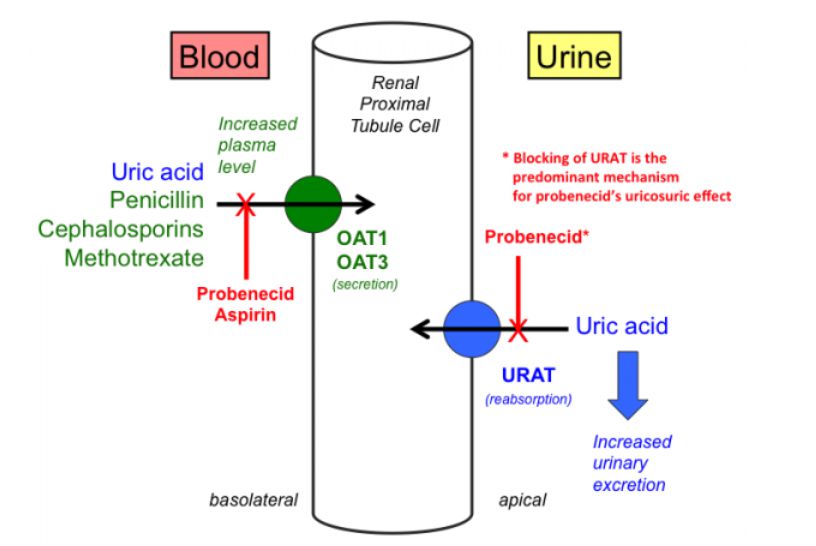 Blood
Urine
Renal
Proximal
Tubule Cell
Increased
plasma
level
Uric acid
Penicillin
Cephalosporins
Methotrexate
Probenecid
Aspirin
OAT1
OAT3
(secretion)
* Blocking of URAT is the
predominant mechanism
for probenecid's uricosuric effect
Probenecid*
Uric acid
URAT
(reabsorption)
Increased
urinary
excretion
basolateral
apical